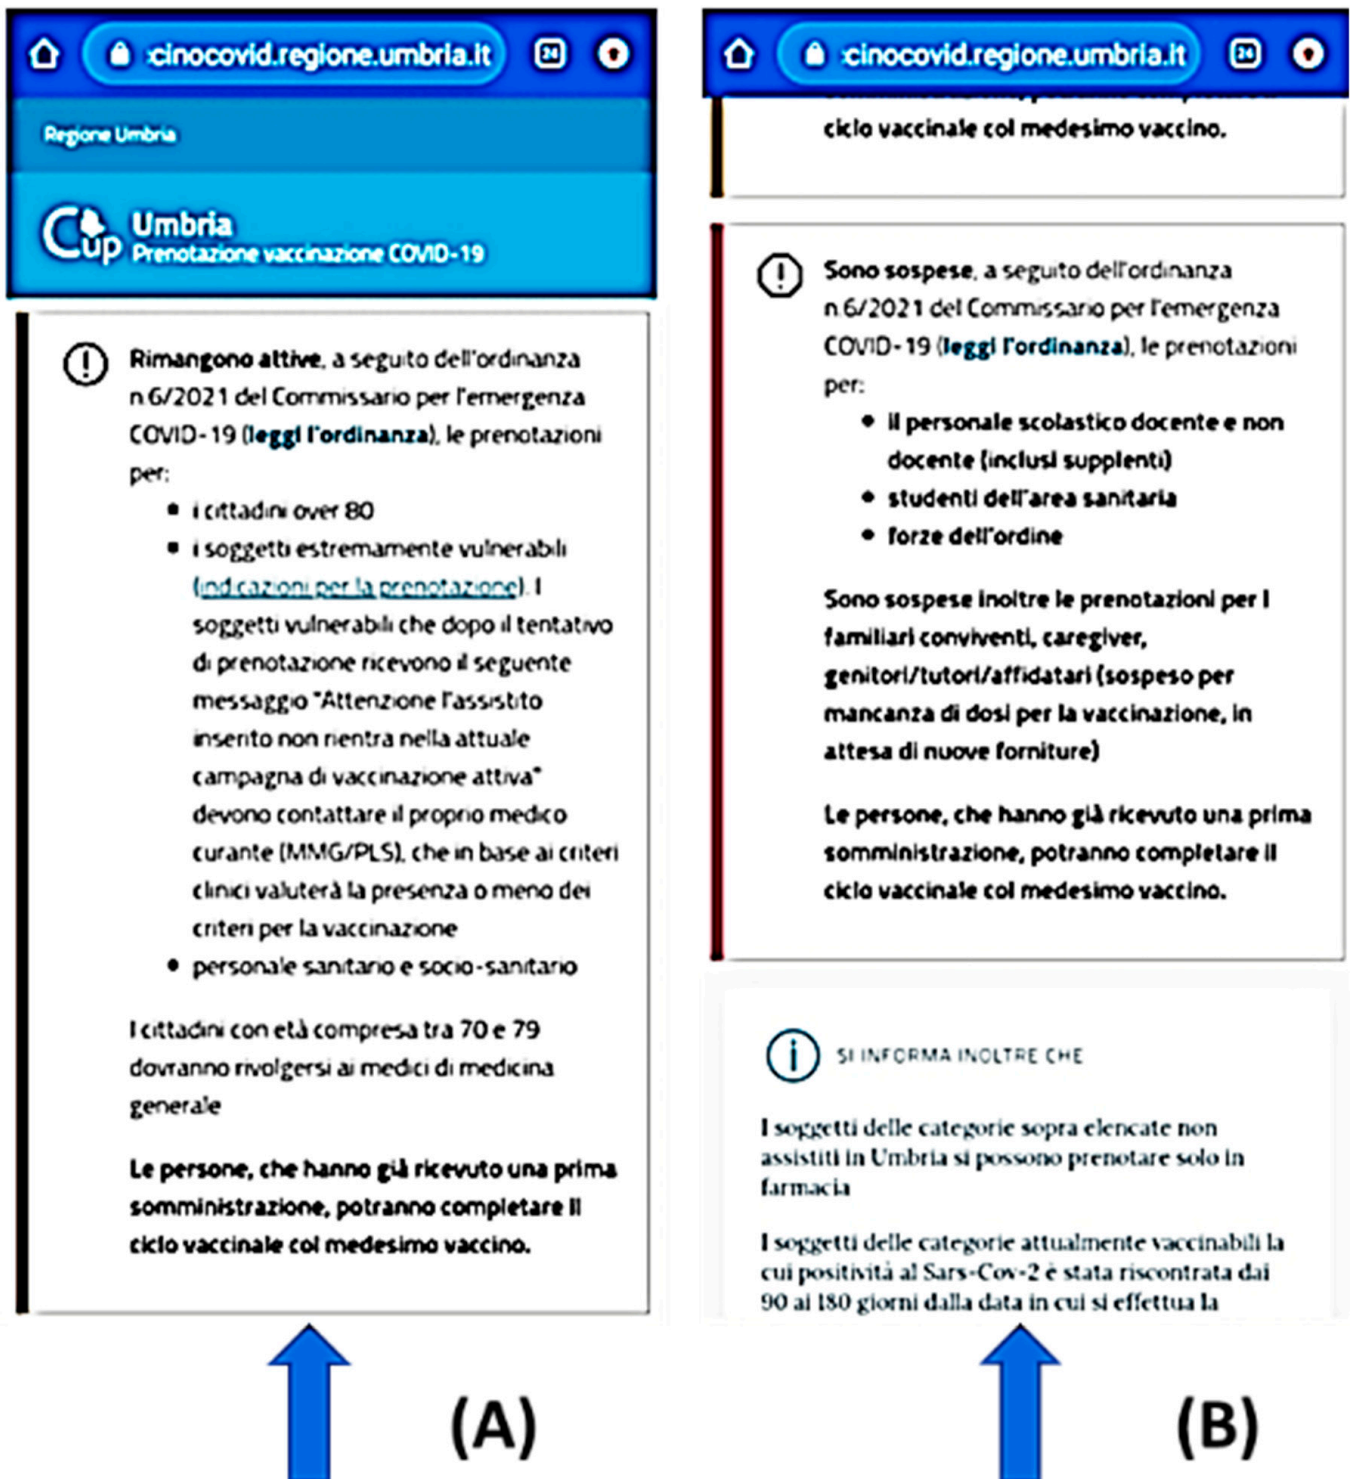 cinocovid.regione.umbria.it
24
Regione Umbria
Cup
Umbria
Prenotazione vaccinazione COVID-19
Rimangono attive, a seguito dell'ordinanza
n.6/2021 del Commissario per l'emergenza
COVID-19 (leggi l'ordinanza), le prenotazioni
per:
i cittadini over 80
i soggetti estremamente vulnerabili
(indicazioni per la prenotazione). I
soggetti vulnerabili che dopo il tentativo
di prenotazione ricevono il seguente
messaggio "Attenzione l'assistito
inserito non rientra nella attuale
campagna di vaccinazione attiva"
devono contattare il proprio medico
curante (MMG/PLS), che in base ai criteri
clinici valuterà la presenza o meno dei
criteri per la vaccinazione
personale sanitario e socio-sanitario
I cittadini con età compresa tra 70 e 79
dovranno rivolgersi ai medici di medicina
generale
Le persone, che hanno già ricevuto una prima
somministrazione, potranno completare il
ciclo vaccinale col medesimo vaccino.
(A)
cinocovid.regione.umbria.it
24
ciclo vaccinale col medesimo vaccino.
Sono sospese, a seguito dell'ordinanza
n.6/2021 del Commissario per l'emergenza
COVID-19 (leggi l'ordinanza), le prenotazioni
per:
il personale scolastico docente e non
docente (inclusi supplenti)
studenti dell'area sanitaria
forze dell'ordine
Sono sospese inoltre le prenotazioni per i
familiari conviventi, caregiver,
genitori/tutori/affidatari (sospeso per
mancanza di dosi per la vaccinazione, in
attesa di nuove forniture)
Le persone, che hanno già ricevuto una prima
somministrazione, potranno completare il
ciclo vaccinale col medesimo vaccino.
SI INFORMA INOLTRE CHE
I soggetti delle categorie sopra elencate non
assistiti in Umbria si possono prenotare solo in
farmacia
I soggetti delle categorie attualmente vaccinabili la
cui positività al Sars-Cov-2 è stata riscontrata dai
90 ai 180 giorni dalla data in cui si effettua la
(B)